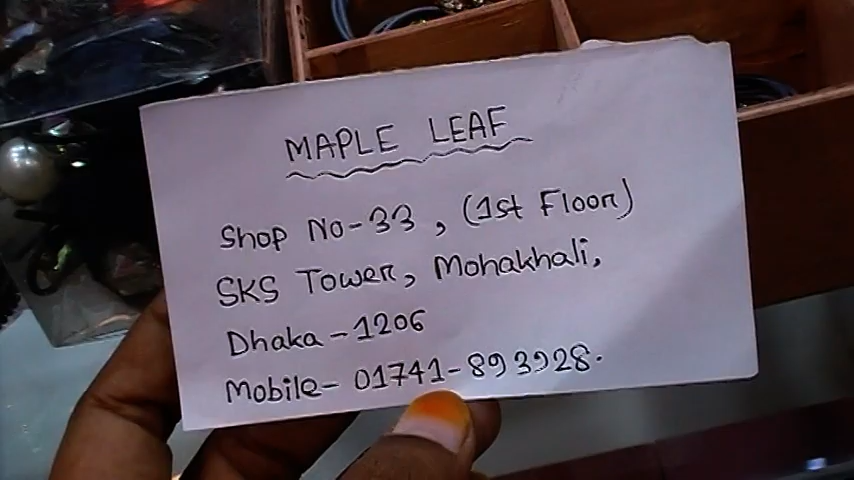 MAPLE LEAF
Shop No-33, (1st Floor)
SKS Tower, Mohakhali,
Dhaka-1206
Mobile- 01741-893928.